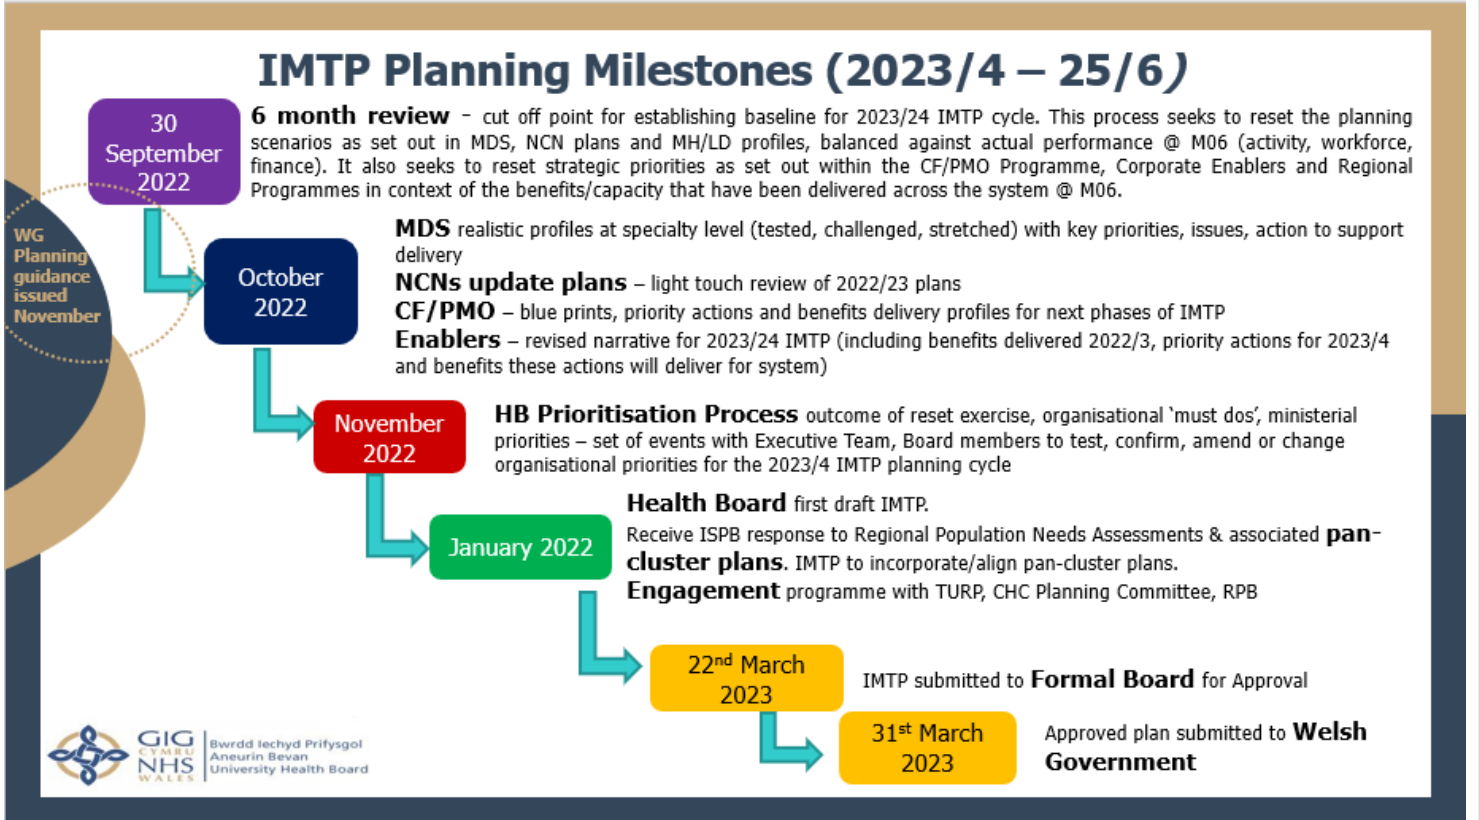 IMTP Planning Milestones (2023/4 – 25/6)
30
September
2022
6 month review - cut off point for establishing baseline for 2023/24 IMTP cycle. This process seeks to reset the planning
scenarios as set out in MDS, NCN plans and MH/LD profiles, balanced against actual performance @ M06 (activity, workforce,
finance). It also seeks to reset strategic priorities as set out within the CF/PMO Programme, Corporate Enablers and Regional
Programmes in context of the benefits/capacity that have been delivered across the system @ M06.
WG
Planning
guidance
issued
November
October
2022
MDS realistic profiles at specialty level (tested, challenged, stretched) with key priorities, issues, action to support
delivery
NCNs update plans – light touch review of 2022/23 plans
CF/PMO – blue prints, priority actions and benefits delivery profiles for next phases of IMTP
Enablers – revised narrative for 2023/24 IMTP (including benefits delivered 2022/3, priority actions for 2023/4
and benefits these actions will deliver for system)
November
2022
HB Prioritisation Process outcome of reset exercise, organisational ‘must dos’, ministerial
priorities – set of events with Executive Team, Board members to test, confirm, amend or change
organisational priorities for the 2023/4 IMTP planning cycle
January 2022
Health Board first draft IMTP.
Receive ISPB response to Regional Population Needs Assessments & associated pan-
cluster plans. IMTP to incorporate/align pan-cluster plans.
Engagement programme with TURP, CHC Planning Committee, RPB
22nd March
2023
IMTP submitted to Formal Board for Approval
31st March
2023
Approved plan submitted to Welsh
Government
GIG
CYMRU
NHS
WALES
Bwrdd Iechyd Prifysgol
Aneurin Bevan
University Health Board